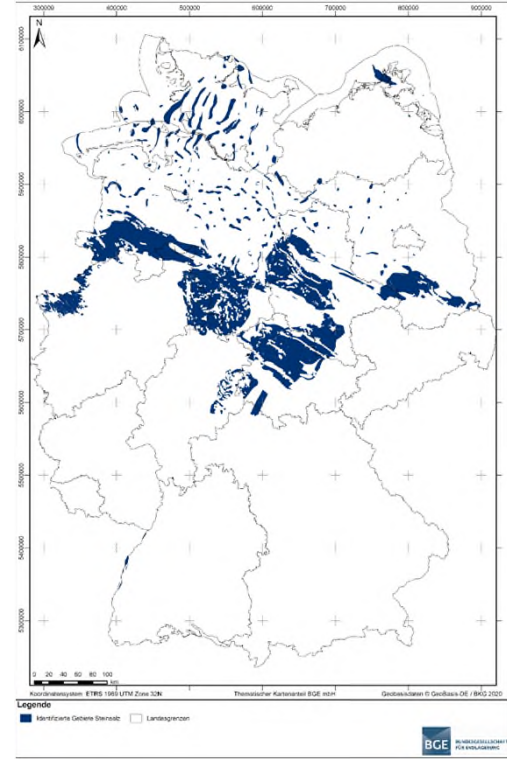 300000 400000 500000 600000 700000 800000 900000
6100000
6000000
5900000
5800000
5700000
5600000
5500000
5400000
5300000
N
0 20 40 60 80 100
km
Koordinatensystem ETRS 1989 UTM Zone 32N Thematischer Kartenanteil BGE mbH Geobasisdaten © GeoBasis-DE / BKG 2020
Legende
Identifizierte Gebiete Steinsalz Landesgrenzen
BGE BUNDESGESELLSCHAFT
FÜR ENDLAGERUNG